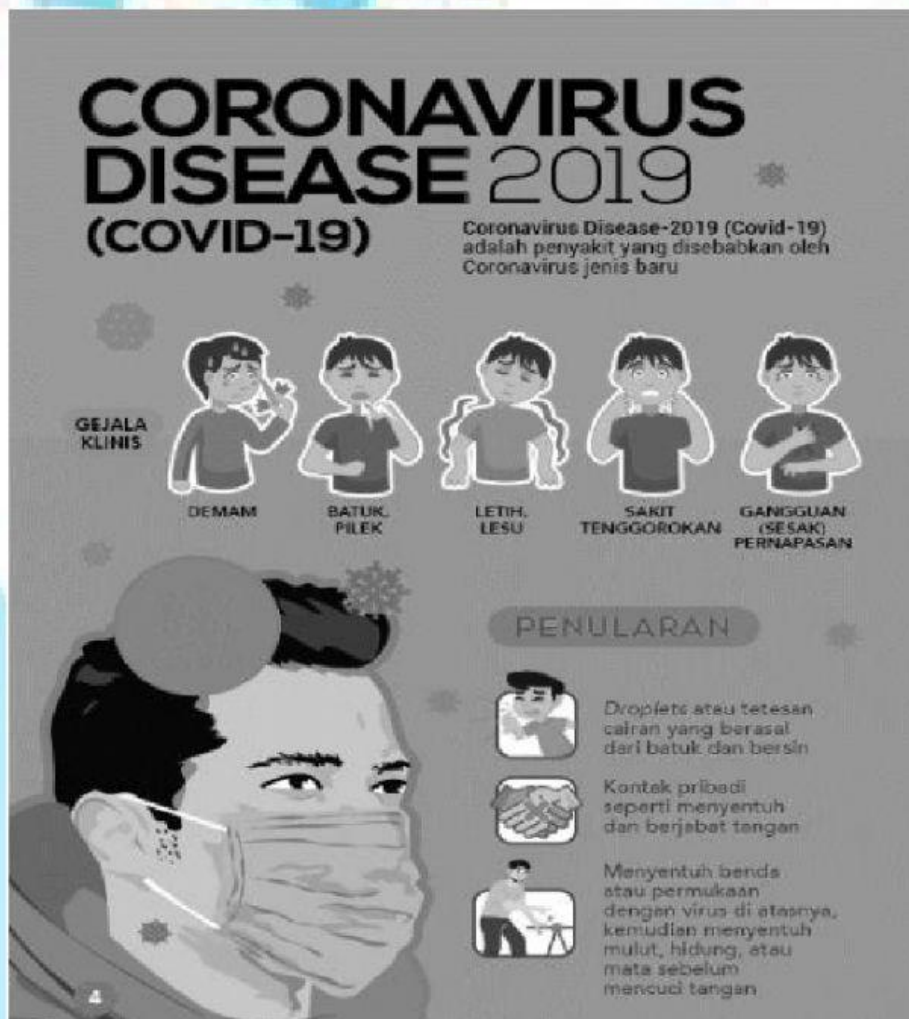 CORONAVIRUS
DISEASE 2019
(COVID-19)
Coronavirus Disease-2019 (Covid-19)
adalah penyakit yang disebabkan oleh
Coronavirus jenis baru
GEJALA
KLINIS
DEMAM
BATUK,
PILEK
LETIH,
LESU
SAKIT
TENGGOROKAN
GANGGUAN
(SESAK)
PERNAPASAN
PENULARAN
Droplets atau tetesan
cairan yang berasal
dari batuk dan bersin
Kontak pribadi
seperti menyentuh
dan berjabat tangan
Menyentuh benda
atau permukaan
dengan virus di atasnya,
kemudian menyentuh
mulut, hidung, atau
mata sebelum
mencuci tangan
4